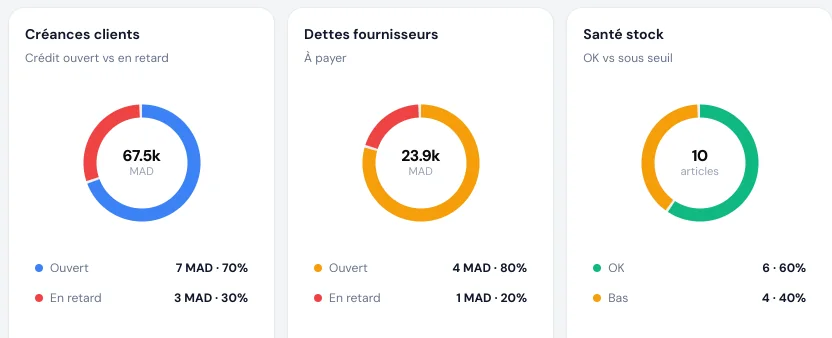 Créances clients
Crédit ouvert vs en retard
67.5k
MAD
Ouvert 7 MAD · 70%
En retard 3 MAD · 30%
Dettes fournisseurs
À payer
23.9k
MAD
Ouvert 4 MAD · 80%
En retard 1 MAD · 20%
Santé stock
OK vs sous seuil
10
articles
OK 6 · 60%
Bas 4 · 40%